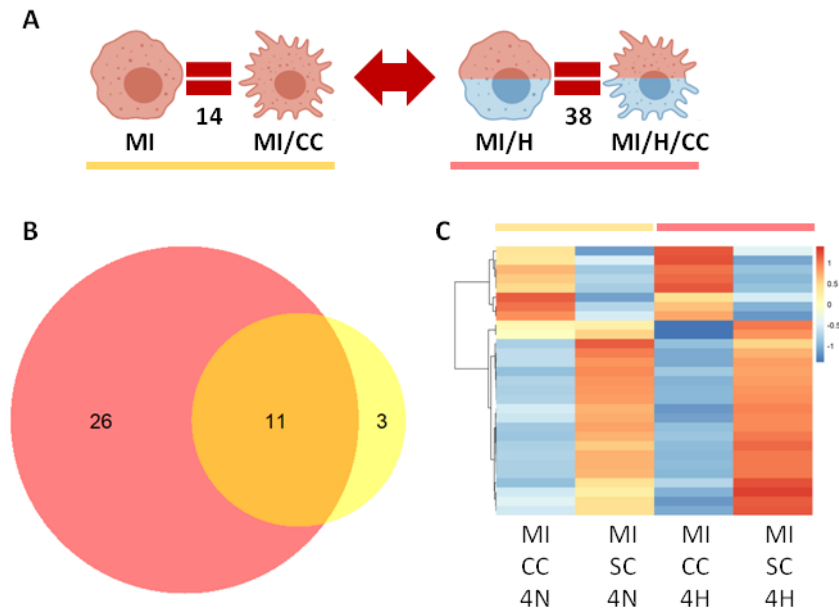 A
14
38
MI
MI/CC
MI/H
MI/H/CC
B
26
11
3
C
1
0.5
0
-0.5
-1
MI MI MI MI
CC SC CC SC
4N 4N 4H 4H